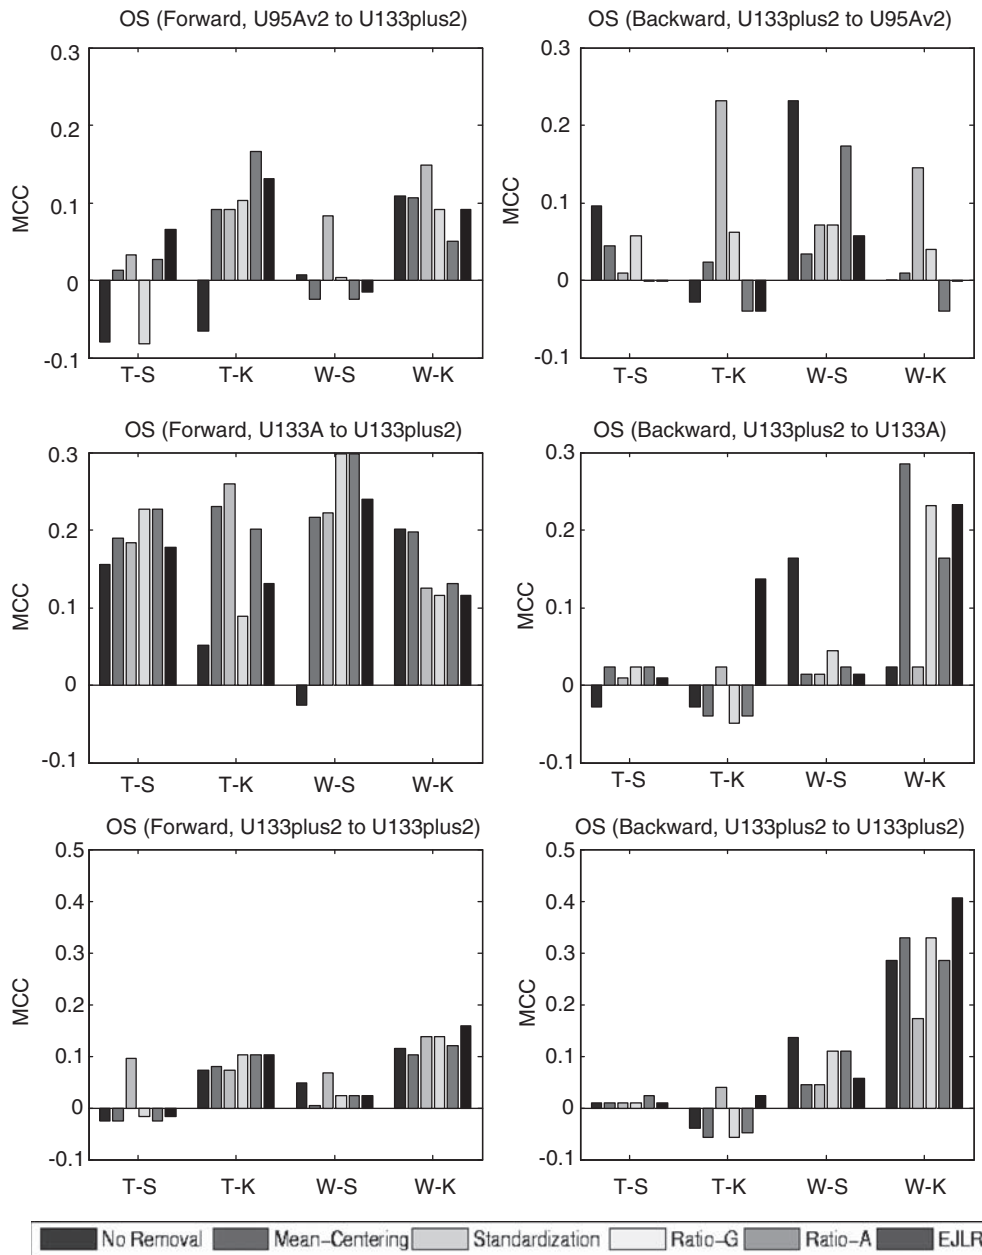 OS (Forward, U95Av2 to U133plus2)
0.3
0.2
0.1
0
-0.1
MCC
T-S T-K W-S W-K
OS (Backward, U133plus2 to U95Av2)
0.3
0.2
0.1
0
-0.1
MCC
T-S T-K W-S W-K
OS (Forward, U133A to U133plus2)
0.3
0.2
0.1
0
-0.1
MCC
T-S T-K W-S W-K
OS (Backward, U133plus2 to U133A)
0.3
0.2
0.1
0
-0.1
MCC
T-S T-K W-S W-K
OS (Forward, U133plus2 to U133plus2)
0.5
0.4
0.3
0.2
0.1
0
-0.1
MCC
T-S T-K W-S W-K
OS (Backward, U133plus2 to U133plus2)
0.5
0.4
0.3
0.2
0.1
0
-0.1
MCC
T-S T-K W-S W-K
No Removal Mean-Centering Standardization Ratio-G Ratio-A EJLR